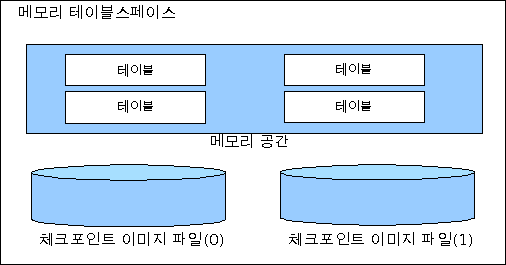 메모리 테이블스페이스
테이블 테이블
테이블 테이블
메모리 공간
체크포인트 이미지 파일(0) 체크포인트 이미지 파일(1)